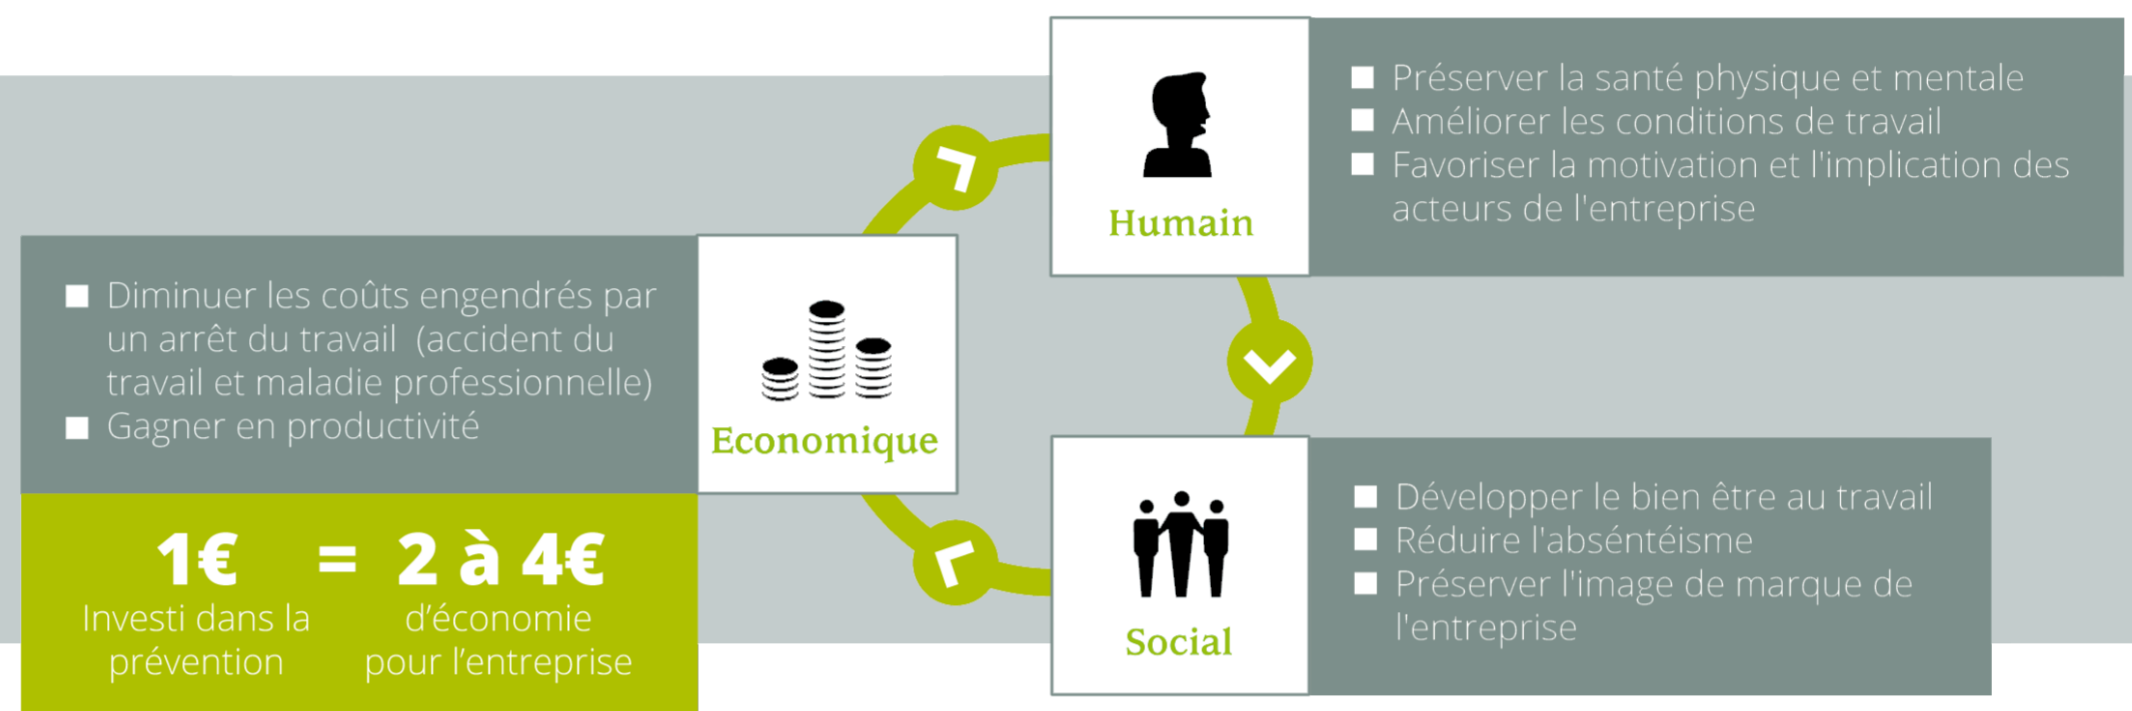 Préserver la santé physique et mentale
Améliorer les conditions de travail
Favoriser la motivation et l'implication des
acteurs de l'entreprise
Humain
Diminuer les coûts engendrés par
un arrêt du travail (accident du
travail et maladie professionnelle)
Gagner en productivité
Economique
1€ = 2 à 4€
Investi dans la d’économie
prévention pour l’entreprise
Développer le bien être au travail
Réduire l'abséntéisme
Préserver l'image de marque de
l'entreprise
Social